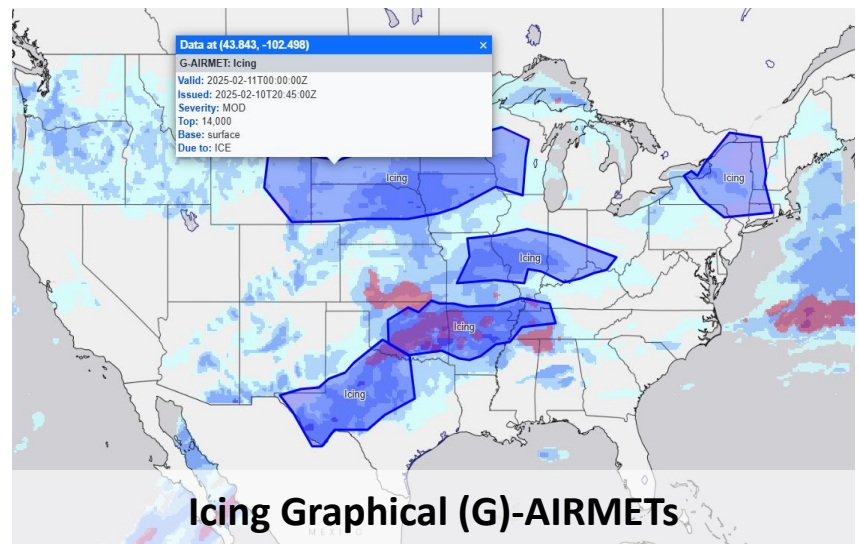 Data at (43.843, -102.498) ×
G-AIRMET: Icing
Valid: 2025-02-11T00:00:00Z
Issued: 2025-02-10T20:45:00Z
Severity: MOD
Top: 14,000
Base: surface
Due to: ICE
Icing
Icing
Icing
Icing
Icing
Icing Graphical (G)-AIRMETs
MEXICO